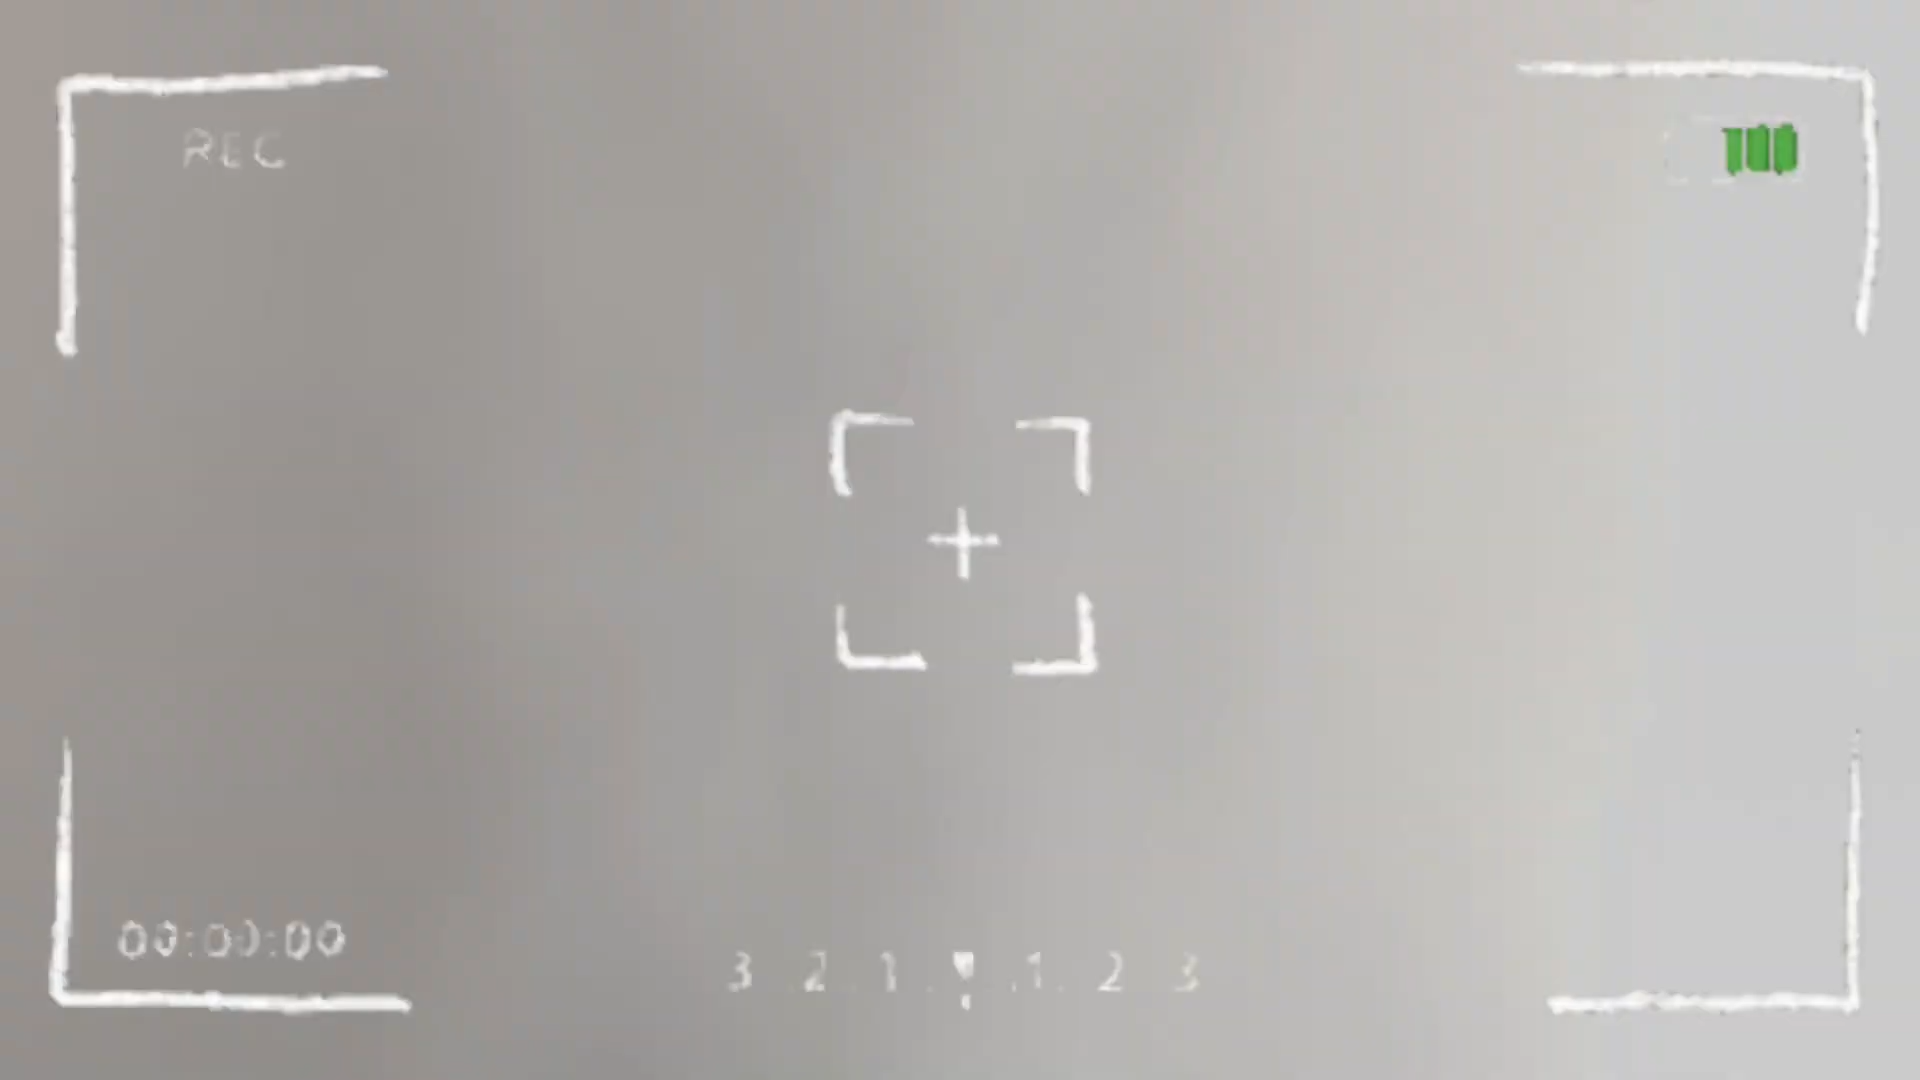 REC
00:00:00
3 . 2 . 1 . . 1 . 2 3